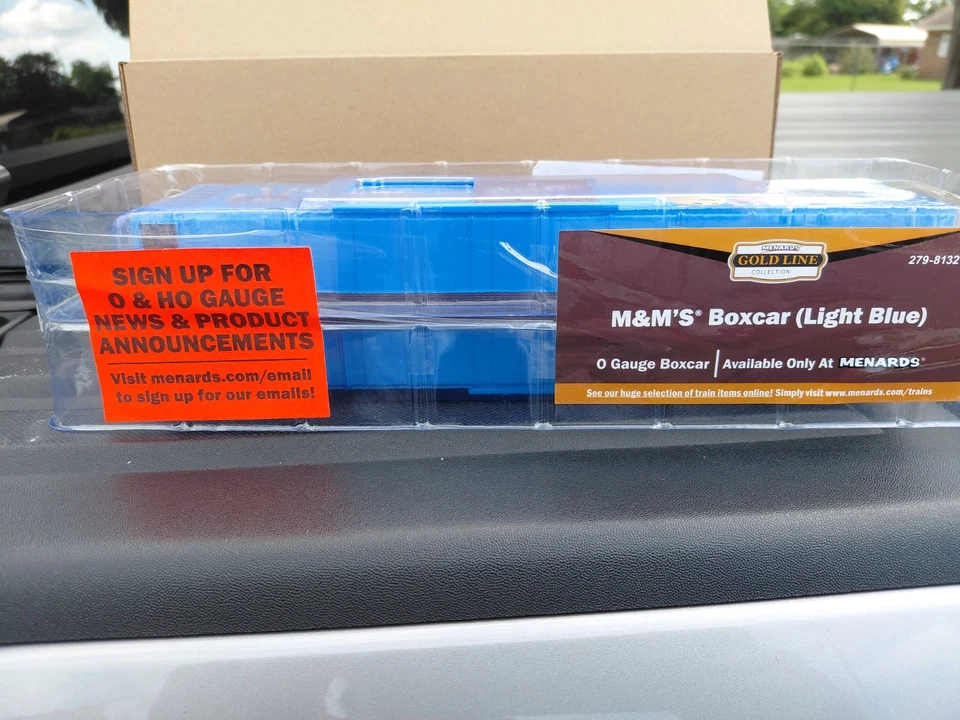 SIGN UP FOR
O & HO GAUGE
NEWS & PRODUCT
ANNOUNCEMENTS
Visit menards.com/email
to sign up for our emails!
MENARDS
GOLD LINE
COLLECTION
279-8132
M&M'S® Boxcar (Light Blue)
O Gauge Boxcar | Available Only At MENARDS®
See our huge selection of train items online! Simply visit www.menards.com/trains